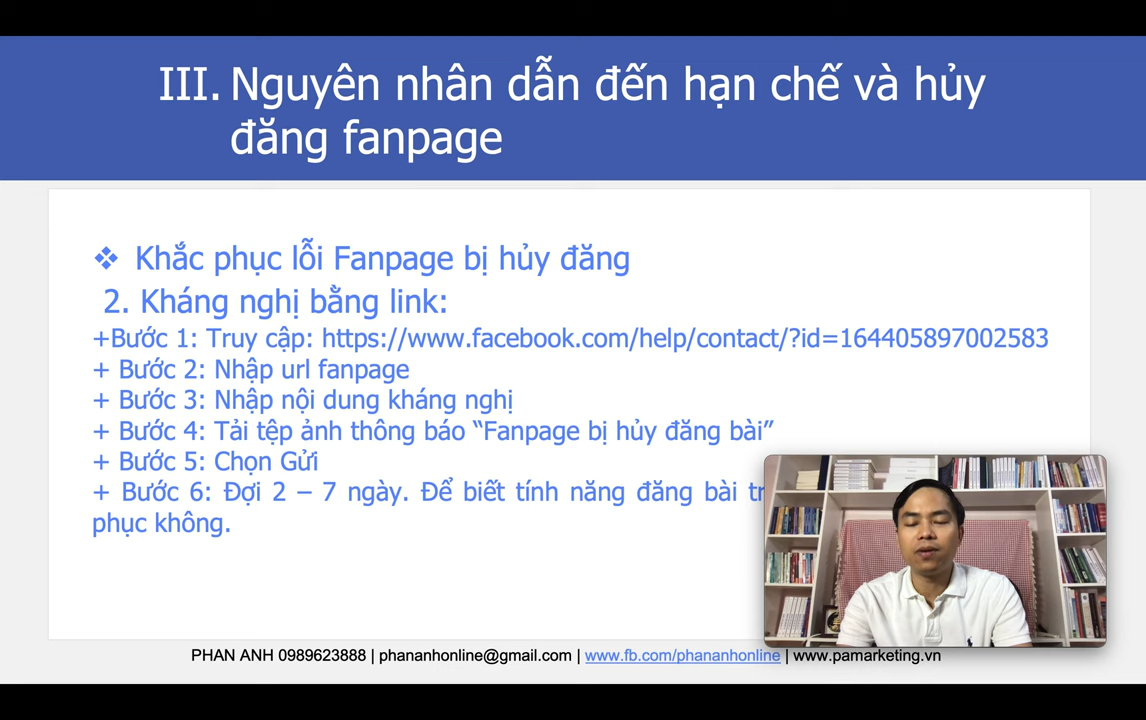 III. Nguyên nhân dẫn đến hạn chế và hủy
đăng fanpage
❖ Khắc phục lỗi Fanpage bị hủy đăng
2. Kháng nghị bằng link:
+Bước 1: Truy cập: https://www.facebook.com/help/contact/?id=164405897002583
+ Bước 2: Nhập url fanpage
+ Bước 3: Nhập nội dung kháng nghị
+ Bước 4: Tải tệp ảnh thông báo “Fanpage bị hủy đăng bài”
+ Bước 5: Chọn Gửi
+ Bước 6: Đợi 2 – 7 ngày. Để biết tính năng đăng bài
phục không.
PHAN ANH 0989623888 | phananhonline@gmail.com | www.fb.com/phananhonline | www.pamarketing.vn